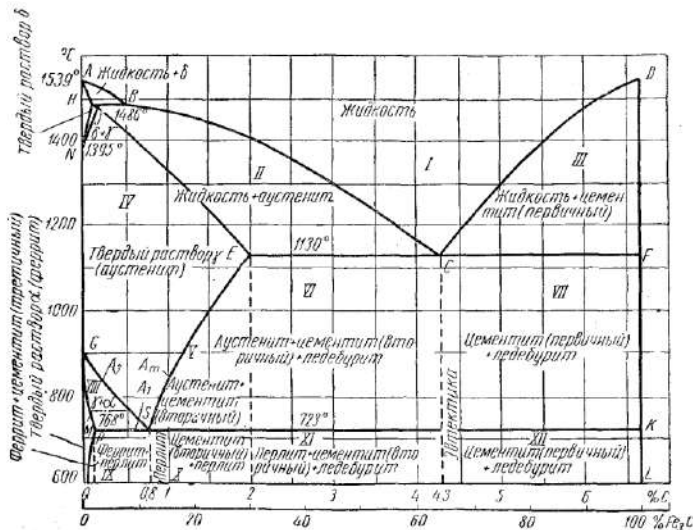 °C
Твердый раствор δ
1539°
A
Жидкость+δ
D
H
B
1486°
Жидкость
δ+γ
1400
N
1395°
II
I
III
IV
Жидкость+аустенит
Жидкость+цемен
тит(первичный)
1200
Твердый раствор γ
(аустенит)
E
1130°
C
F
VI
VII
1000
Аустенит+цементит(вто
ричный)+ледебурит
Цементит(первичный)
+ледебурит
Феррит+цементит(третичный)
Твердый раствор α (феррит)
G
A3
Am
A1
Аустенит+
цементит
(вторичный)
800
VIII
γ+α
768°
M
P
S
723°
K
Феррит+
перлит
IX
Перлит
Цементит
(вторичный)
+перлит
X
XI
Перлит+цементит(вто
ричный)+ледебурит
XII
Цементит(первичный)
+ледебурит
600
Q
L
0,8
1
2
3
4
4,3
5
6
%C
0
20
40
60
80
100
%Fe3C